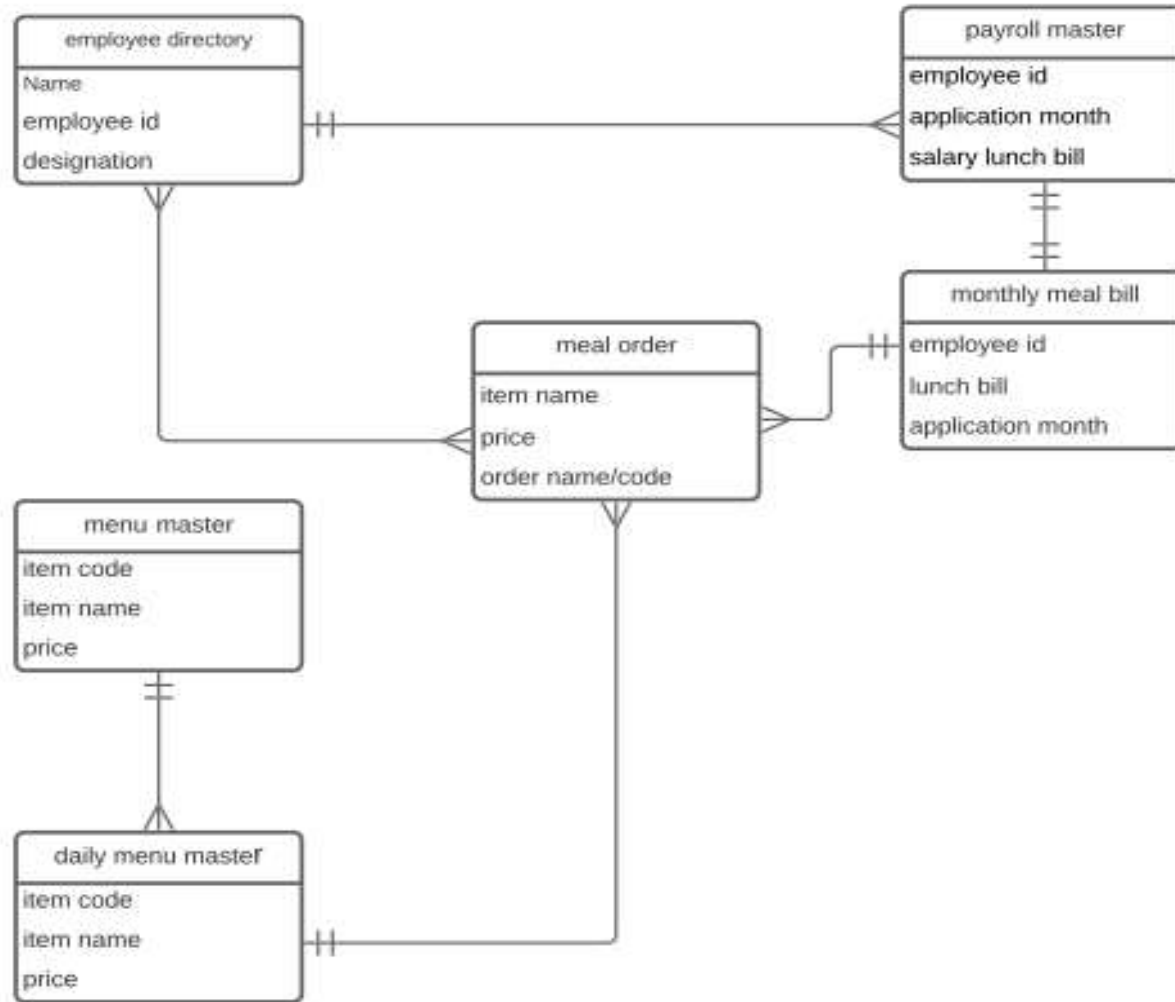 employee directory
Name
employee id
designation
payroll master
employee id
application month
salary lunch bill
monthly meal bill
employee id
lunch bill
application month
meal order
item name
price
order name/code
menu master
item code
item name
price
daily menu master
item code
item name
price